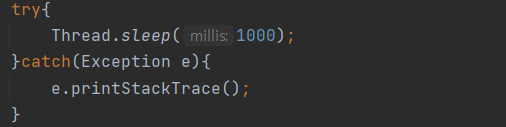 try{
    Thread.sleep( millis: 1000);
}catch(Exception e){
    e.printStackTrace();
}